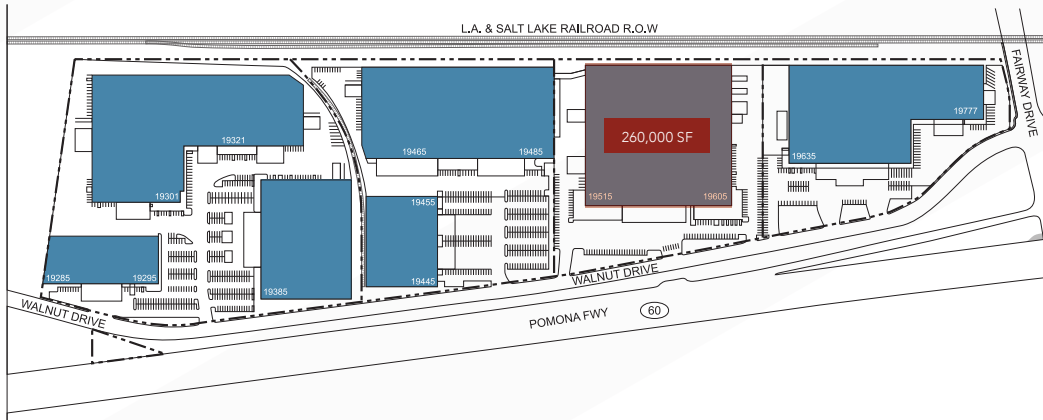 L.A. & SALT LAKE RAILROAD R.O.W
FAIRWAY DRIVE
19777
19321
260,000 SF
19465
19485
19635
19301
19515
19605
19455
19285
19295
19445
19385
WALNUT DRIVE
WALNUT DRIVE
POMONA FWY
60